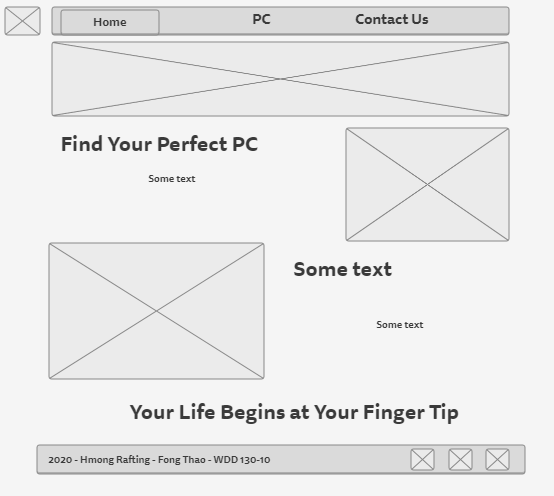 Home
PC
Contact Us
Find Your Perfect PC
Some text
Some text
Some text
Your Life Begins at Your Finger Tip
2020 - Hmong Rafting - Fong Thao - WDD 130-10